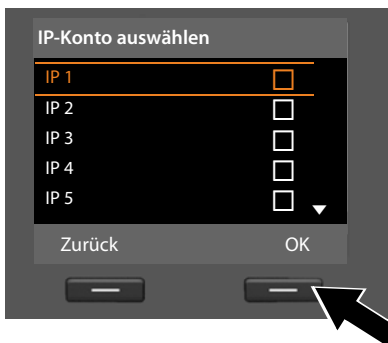 IP-Konto auswählen
IP 1
IP 2
IP 3
IP 4
IP 5
Zurück OK